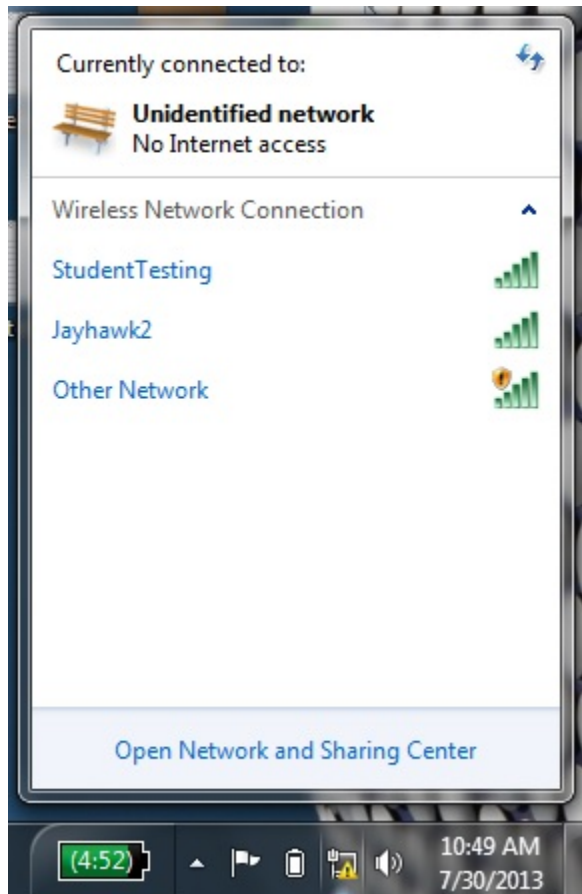 Currently connected to:
Unidentified network
No Internet access
Wireless Network Connection
StudentTesting
Jayhawk2
Other Network
Open Network and Sharing Center
(4:52)
10:49 AM
7/30/2013